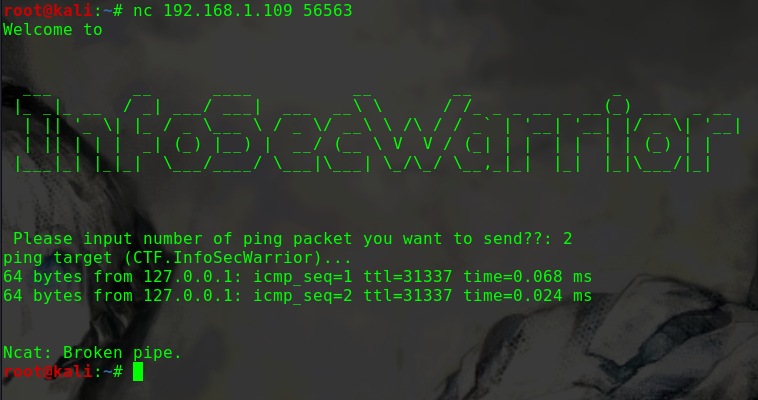 root@kali:~# nc 192.168.1.109 56563
Welcome to
InFoSecWarrior
Please input number of ping packet you want to send??: 2
ping target (CTF.InfoSecWarrior)...
64 bytes from 127.0.0.1: icmp_seq=1 ttl=31337 time=0.068 ms
64 bytes from 127.0.0.1: icmp_seq=2 ttl=31337 time=0.024 ms
Ncat: Broken pipe.
root@kali:~#